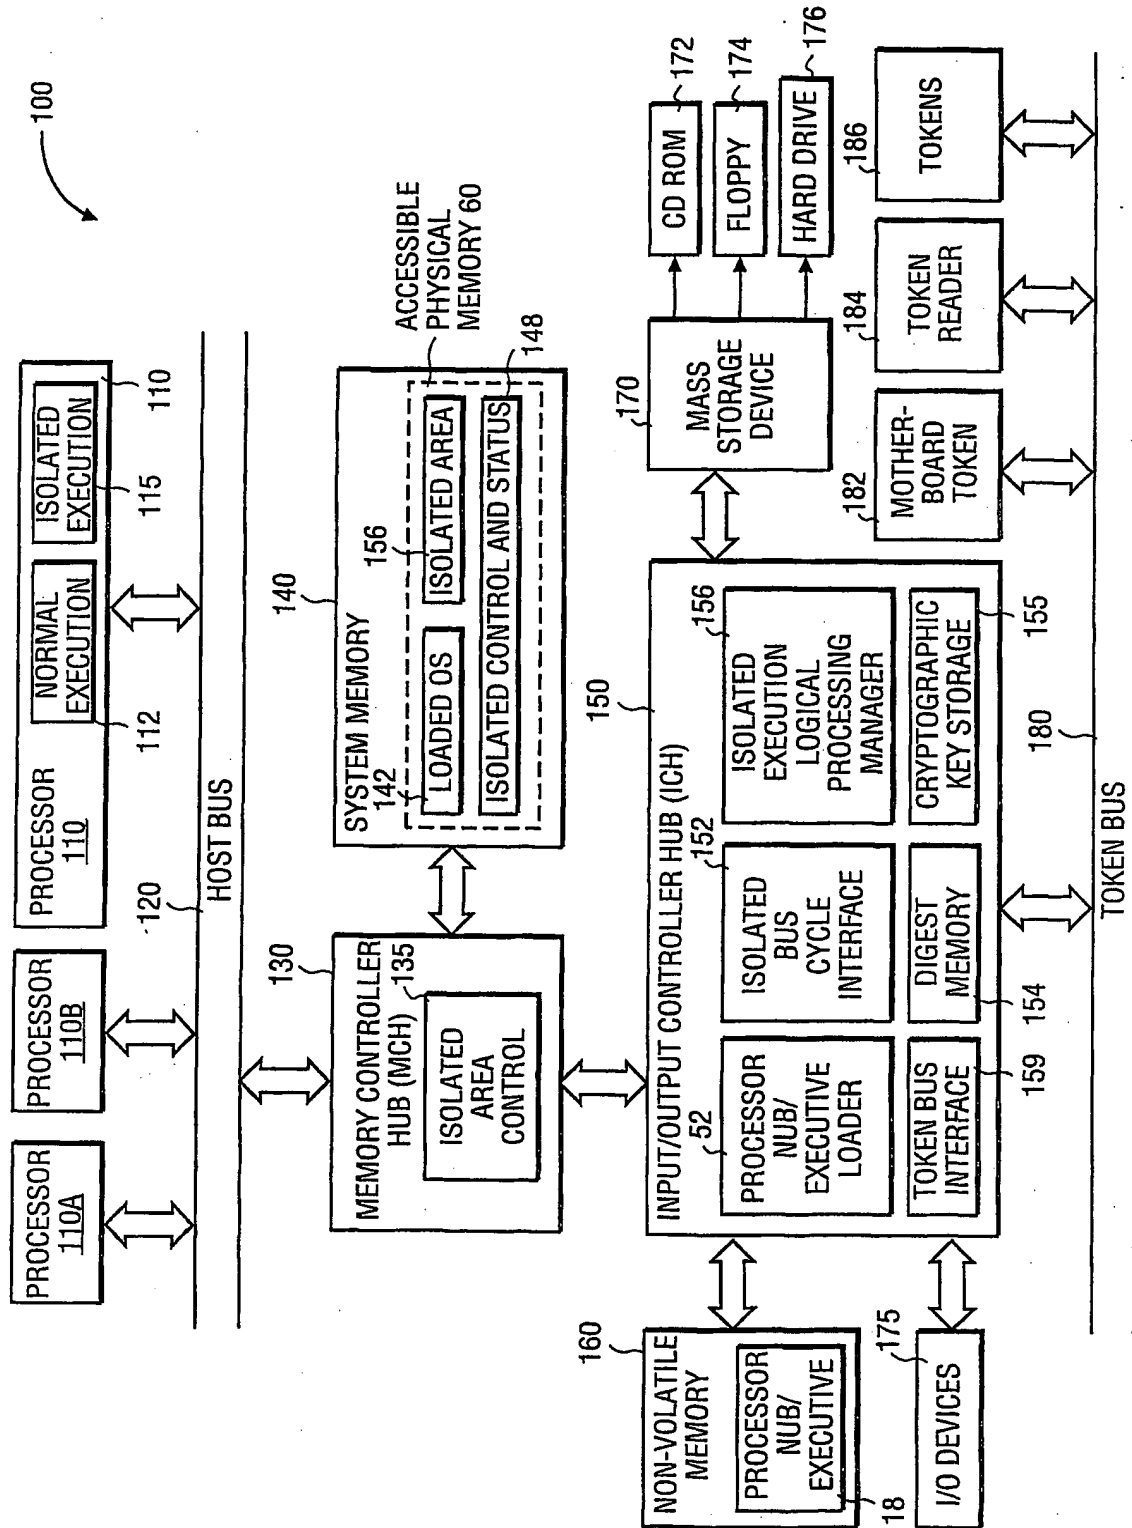 100
PROCESSOR
110A
PROCESSOR
110B
PROCESSOR
110
NORMAL
EXECUTION
112
ISOLATED
EXECUTION
115
110
120
HOST BUS
130
MEMORY CONTROLLER
HUB (MCH)
135
ISOLATED
AREA
CONTROL
140
SYSTEM MEMORY
142
LOADED OS
156
ISOLATED AREA
ISOLATED CONTROL AND STATUS
ACCESSIBLE
PHYSICAL
MEMORY 60
148
160
NON-VOLATILE
MEMORY
PROCESSOR
NUB/
EXECUTIVE
18
175
I/O DEVICES
150
INPUT/OUTPUT CONTROLLER HUB (ICH)
52
PROCESSOR
NUB/
EXECUTIVE
LOADER
152
ISOLATED
BUS
CYCLE
INTERFACE
156
ISOLATED
EXECUTION
LOGICAL
PROCESSING
MANAGER
TOKEN BUS
INTERFACE
159
DIGEST
MEMORY
154
CRYPTOGRAPHIC
KEY STORAGE
155
170
MASS
STORAGE
DEVICE
CD ROM
172
FLOPPY
174
HARD DRIVE
176
182
MOTHER-
BOARD
TOKEN
184
TOKEN
READER
186
TOKENS
180
TOKEN BUS